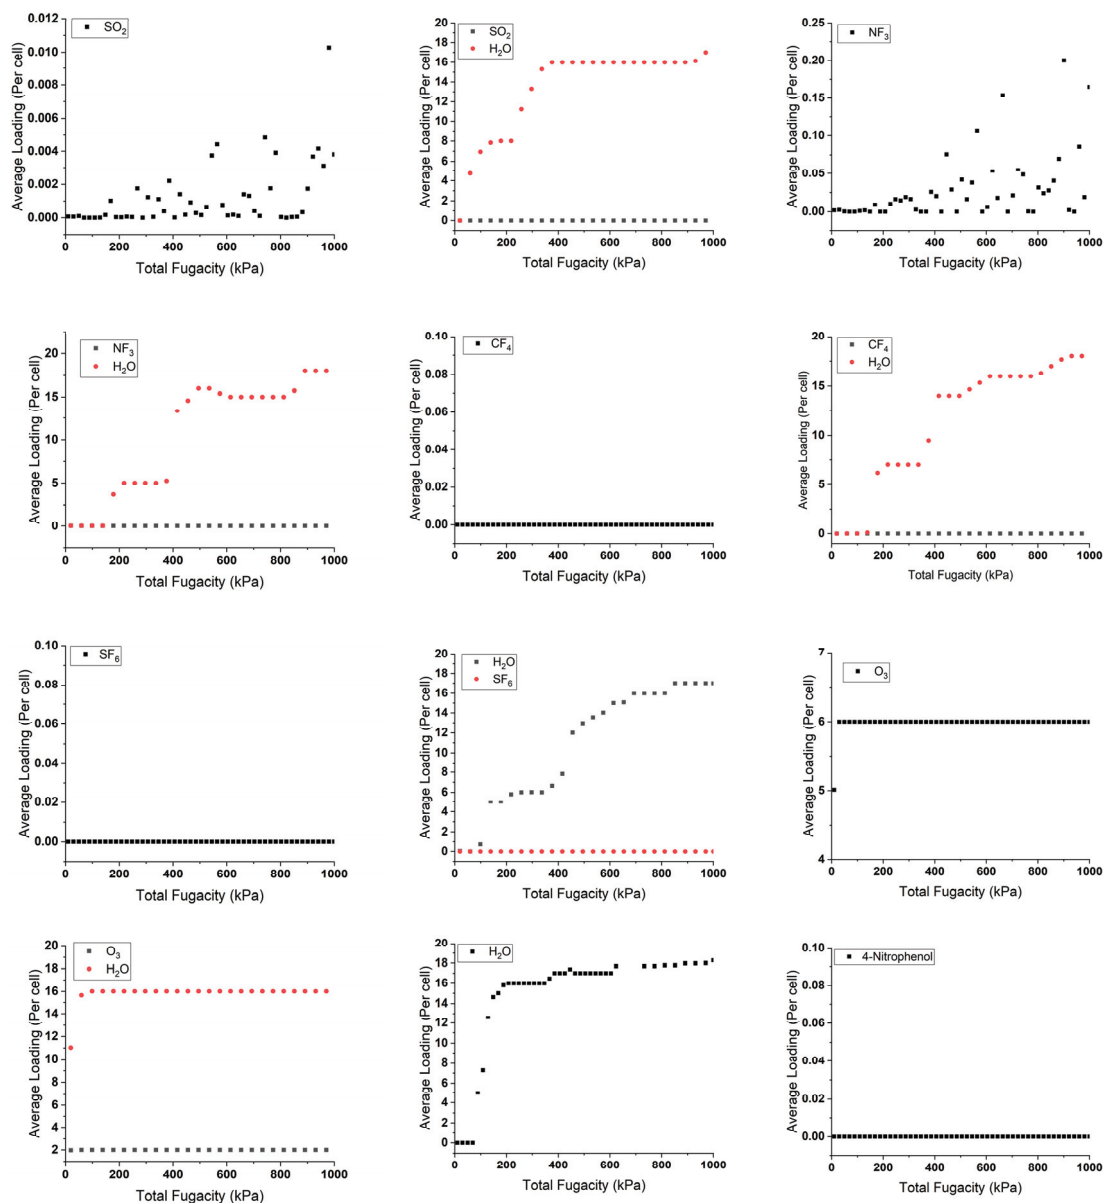 SO2
0.012
0.010
0.008
0.006
0.004
0.002
0.000
Average Loading (Per cell)
0 200 400 600 800 1000
Total Fugacity (kPa)
SO2
H2O
20
18
16
14
12
10
8
6
4
2
0
Average Loading (Per cell)
0 200 400 600 800 1000
Total Fugacity (kPa)
NF3
0.25
0.20
0.15
0.10
0.05
0.00
Average Loading (Per cell)
0 200 400 600 800 1000
Total Fugacity (kPa)
NF3
H2O
20
15
10
5
0
Average Loading (Per cell)
0 200 400 600 800 1000
Total Fugacity (kPa)
CF4
0.10
0.08
0.06
0.04
0.02
0.00
Average Loading (Per cell)
0 200 400 600 800 1000
Total Fugacity (kPa)
CF4
H2O
20
15
10
5
0
Average Loading (Per cell)
0 200 400 600 800 1000
Total Fugacity (kPa)
SF6
0.10
0.08
0.06
0.04
0.02
0.00
Average Loading (Per cell)
0 200 400 600 800 1000
Total Fugacity (kPa)
H2O
SF6
20
18
16
14
12
10
8
6
4
2
0
Average Loading (Per cell)
0 200 400 600 800 1000
Total Fugacity (kPa)
O3
7
6
5
4
Average Loading (Per cell)
0 200 400 600 800 1000
Total Fugacity (kPa)
O3
H2O
20
18
16
14
12
10
8
6
4
2
Average Loading (Per cell)
0 200 400 600 800 1000
Total Fugacity (kPa)
H2O
20
18
16
14
12
10
8
6
4
2
0
Average Loading (Per cell)
0 200 400 600 800 1000
Total Fugacity (kPa)
4-Nitrophenol
0.10
0.08
0.06
0.04
0.02
0.00
Average Loading (Per cell)
0 200 400 600 800 1000
Total Fugacity (kPa)